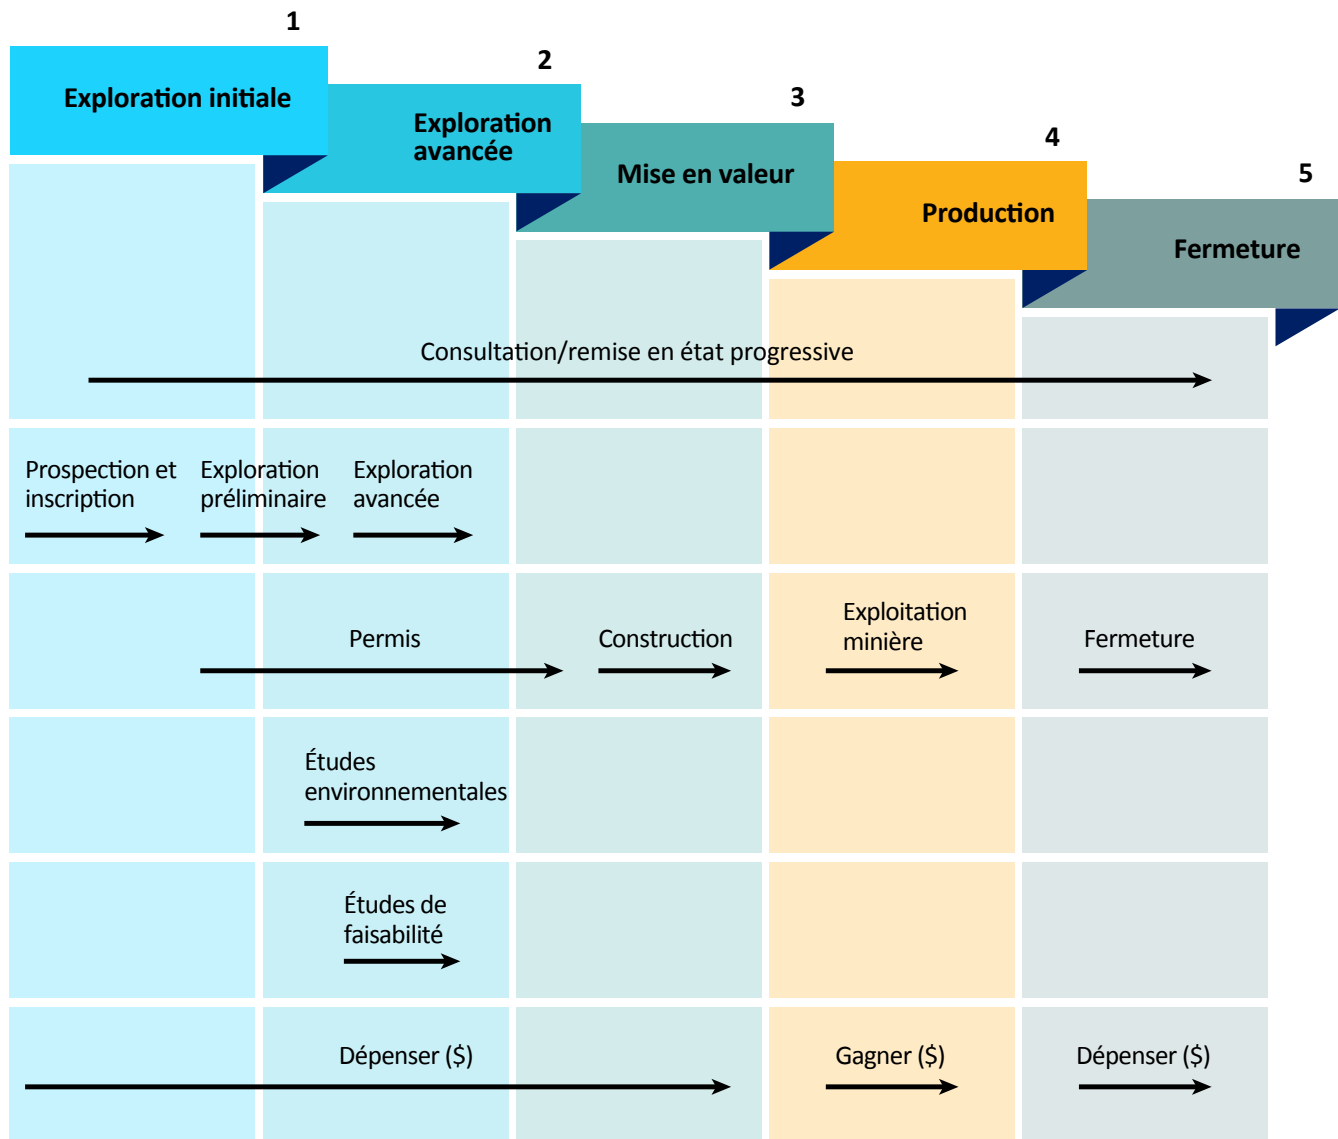 1
Exploration initiale
2
Exploration
avancée
3
Mise en valeur
4
Production
5
Fermeture
Consultation/remise en état progressive
Prospection et
inscription
Exploration
préliminaire
Exploration
avancée
Permis
Construction
Exploitation
minière
Fermeture
Études
environnementales
Études de
faisabilité
Dépenser ($)
Gagner ($)
Dépenser ($)